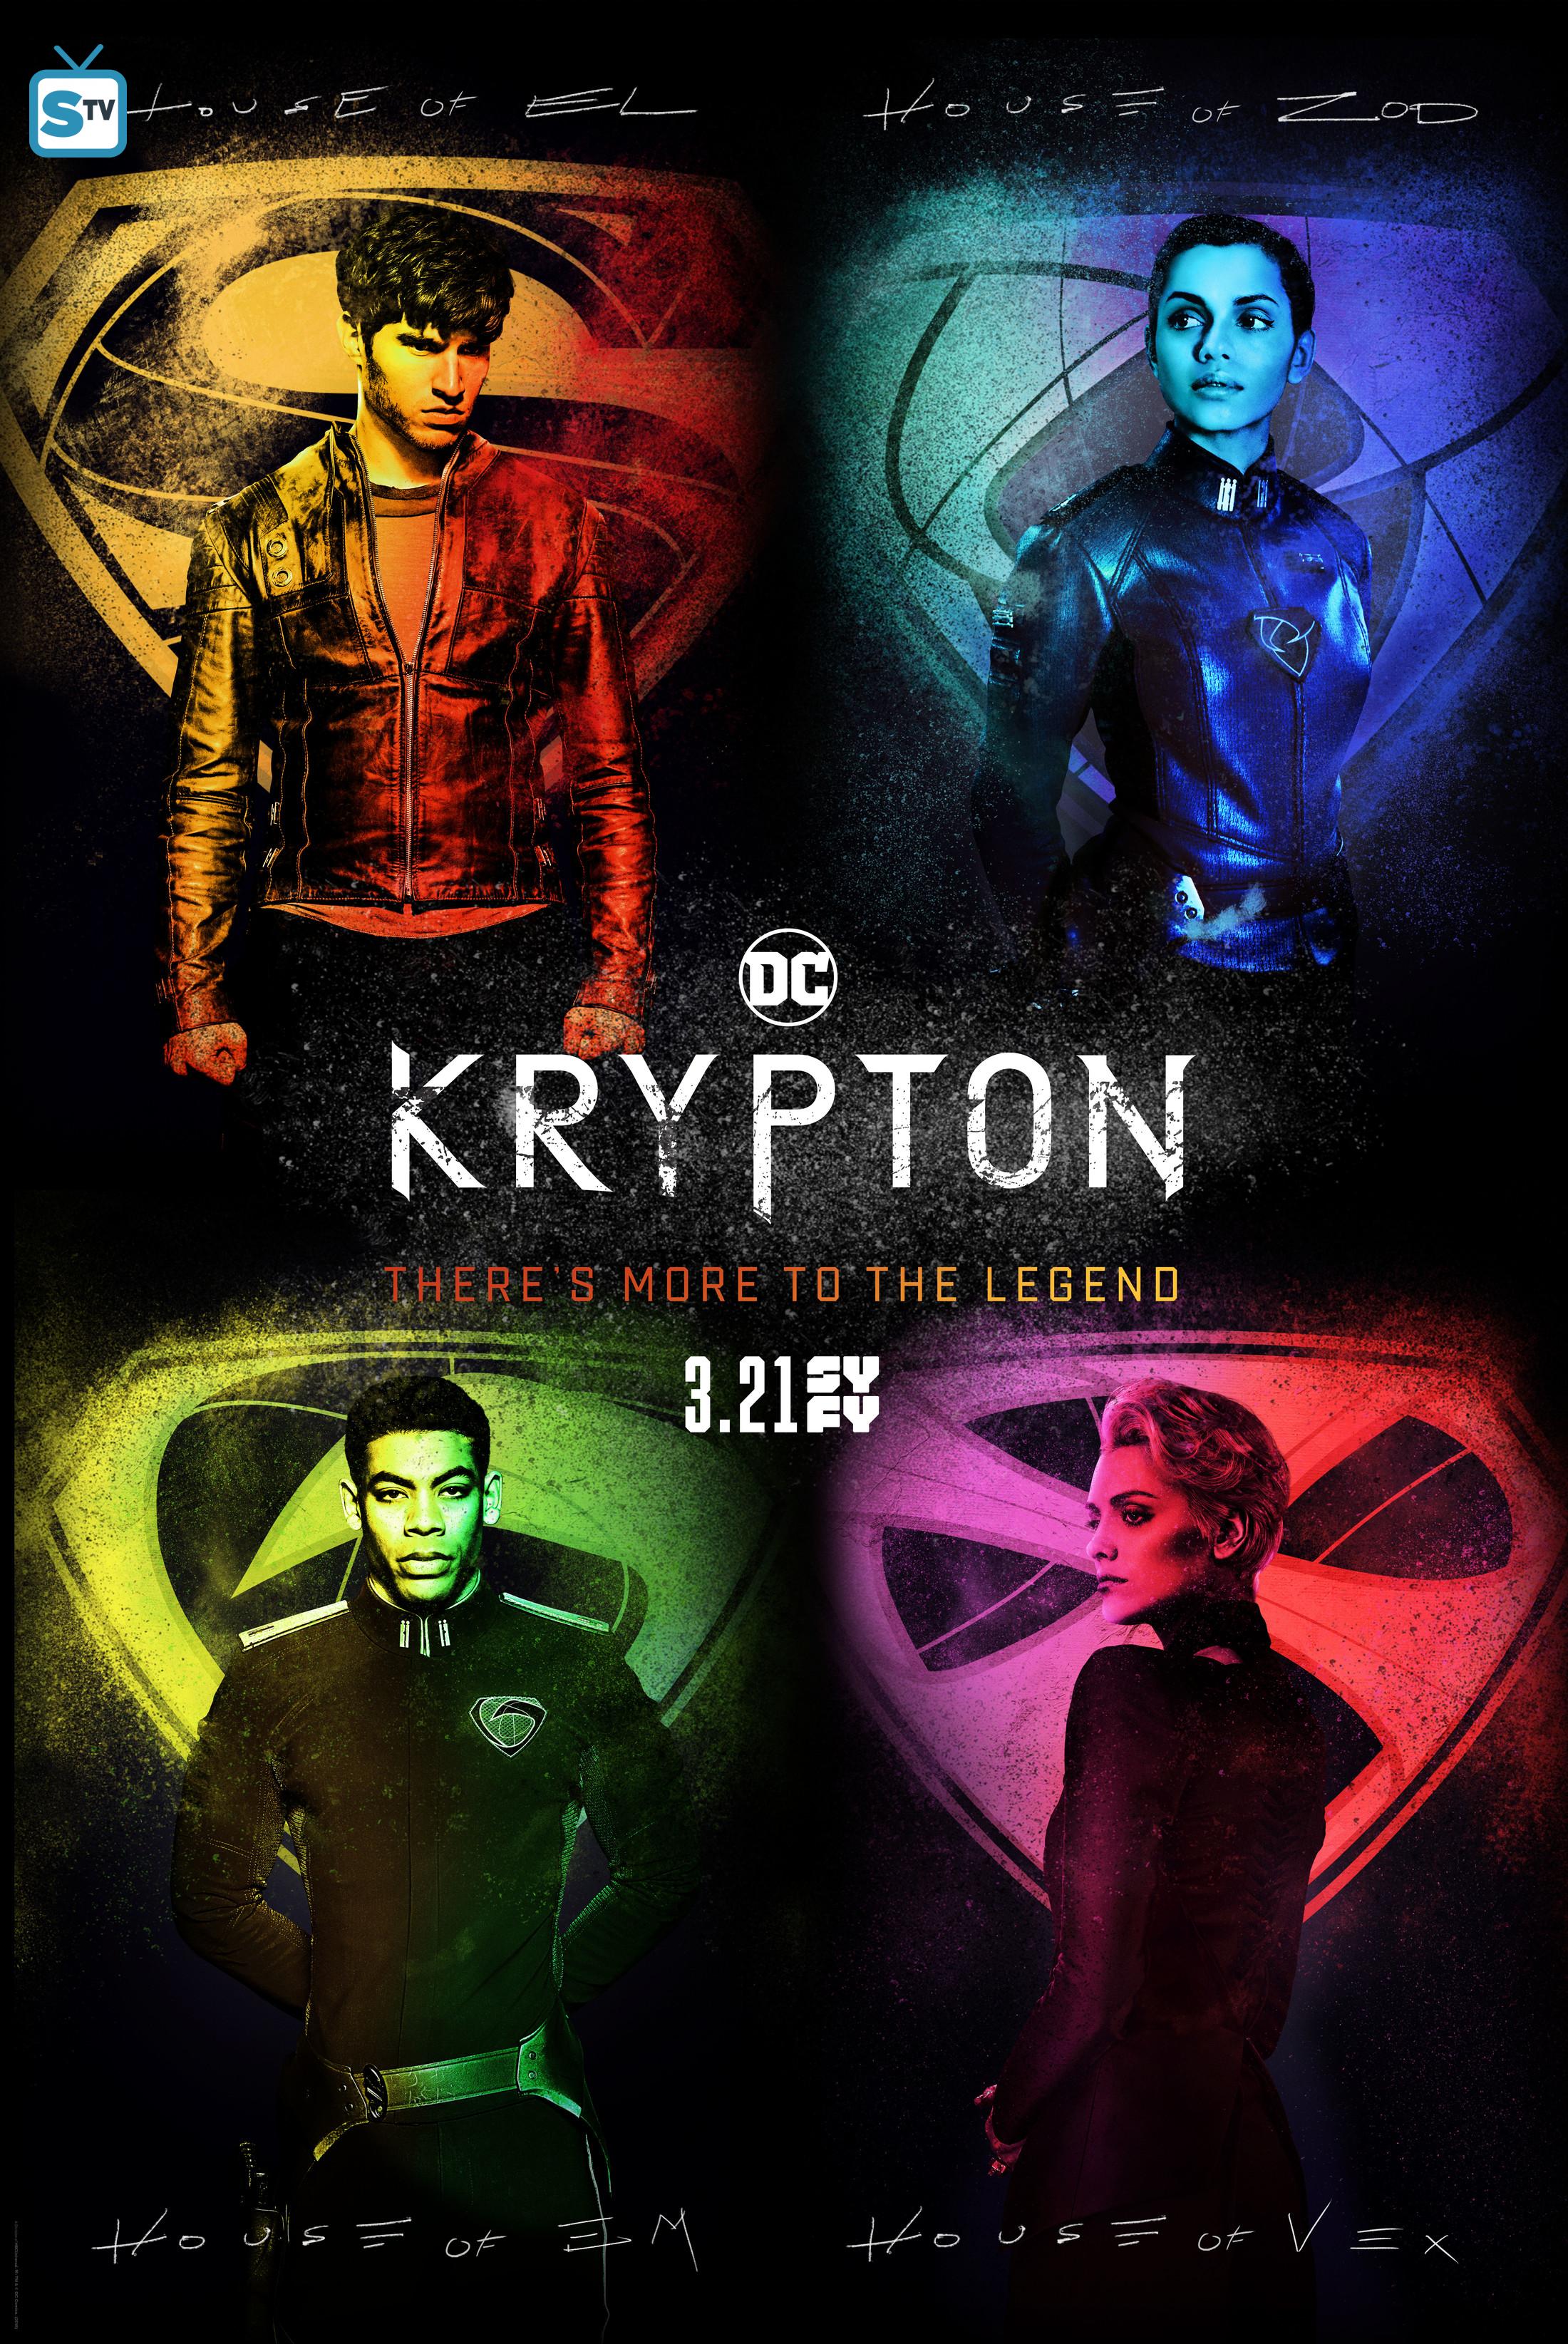 STV
HOUSE OF EL
HOUSE OF ZOD
DC
KRYPTON
THERE'S MORE TO THE LEGEND
3.21 SYFY
HOUSE OF EM
HOUSE OF VEX